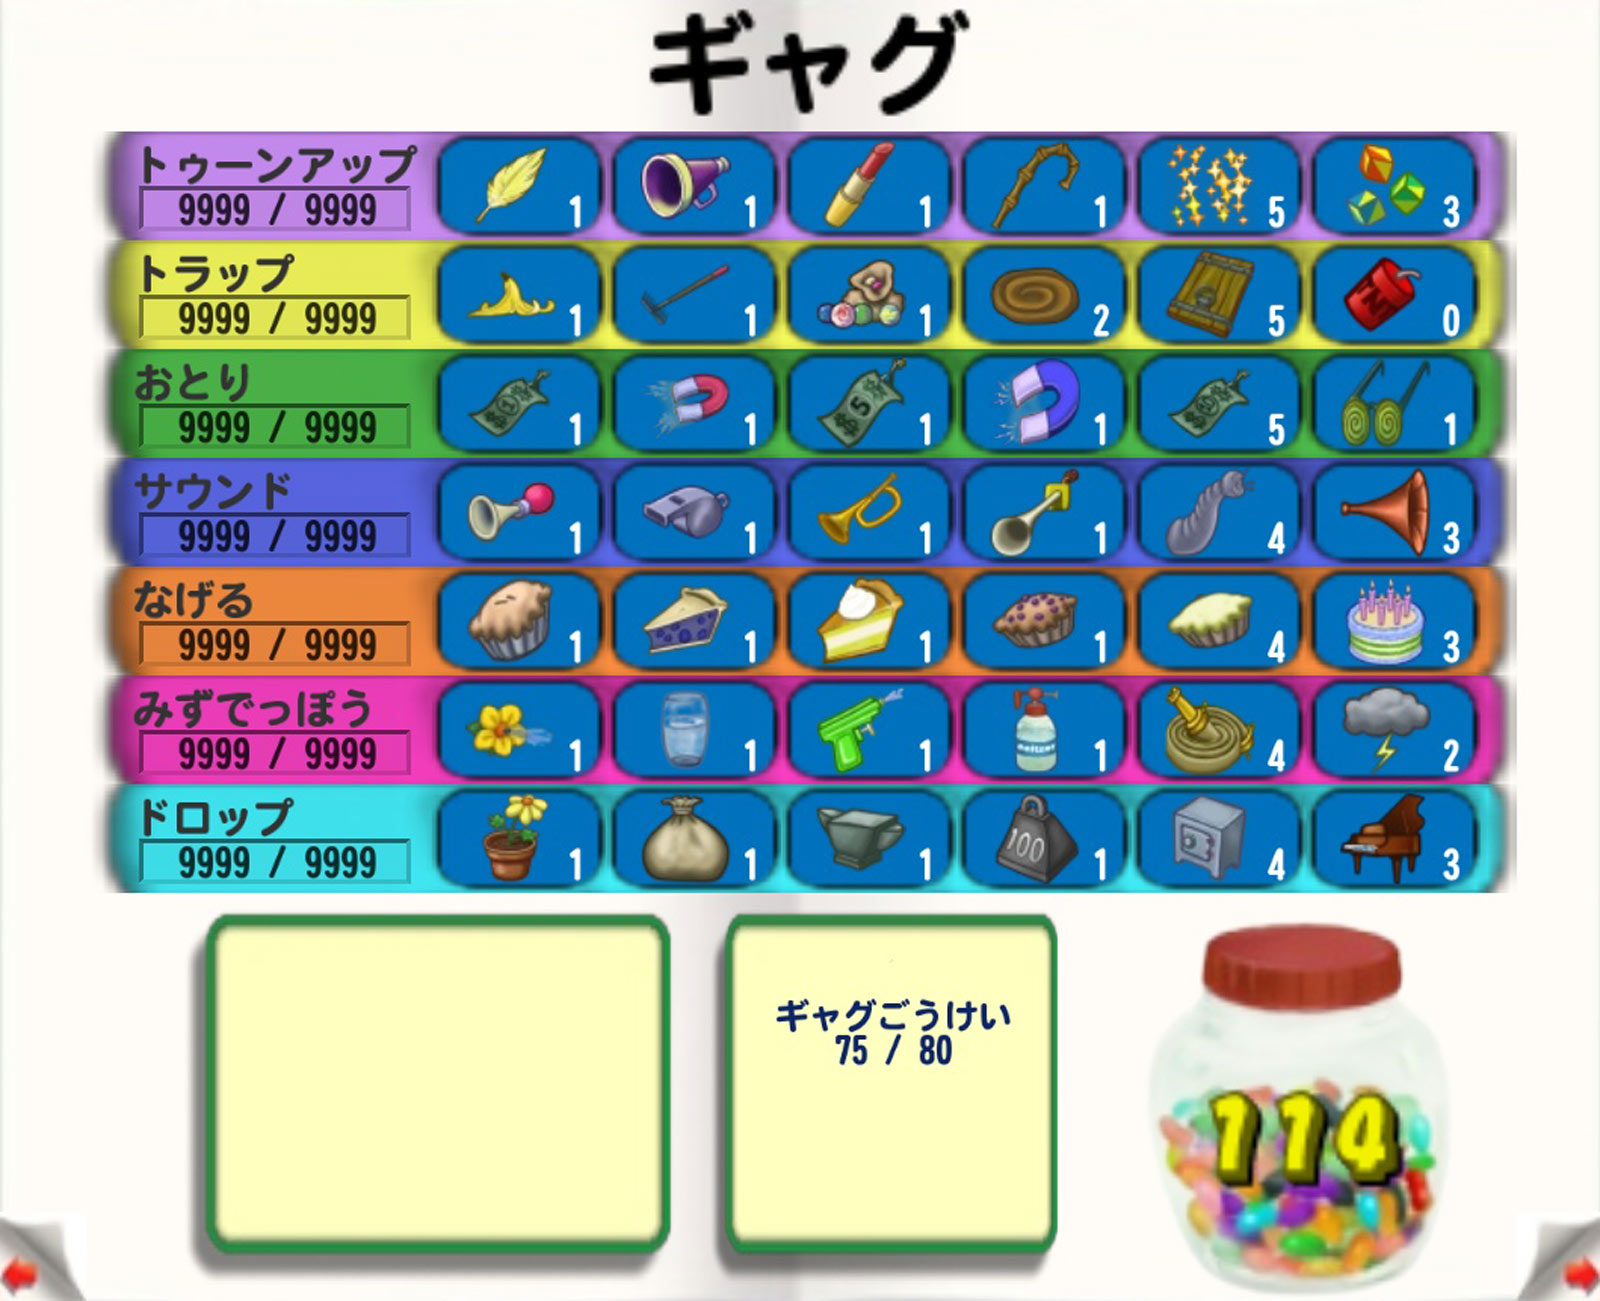 ギャグ
トゥーンアップ
9999 / 9999
1 1 1 1 5 3
トラップ
9999 / 9999
1 1 1 2 5 0
おとり
9999 / 9999
1 1 1 1 5 1
サウンド
9999 / 9999
1 1 1 1 4 3
なげる
9999 / 9999
1 1 1 1 4 3
みずでっぽう
9999 / 9999
seltzer
1 1 1 1 4 2
ドロップ
9999 / 9999
100
1 1 1 1 4 3
ギャグごうけい
75 / 80
114